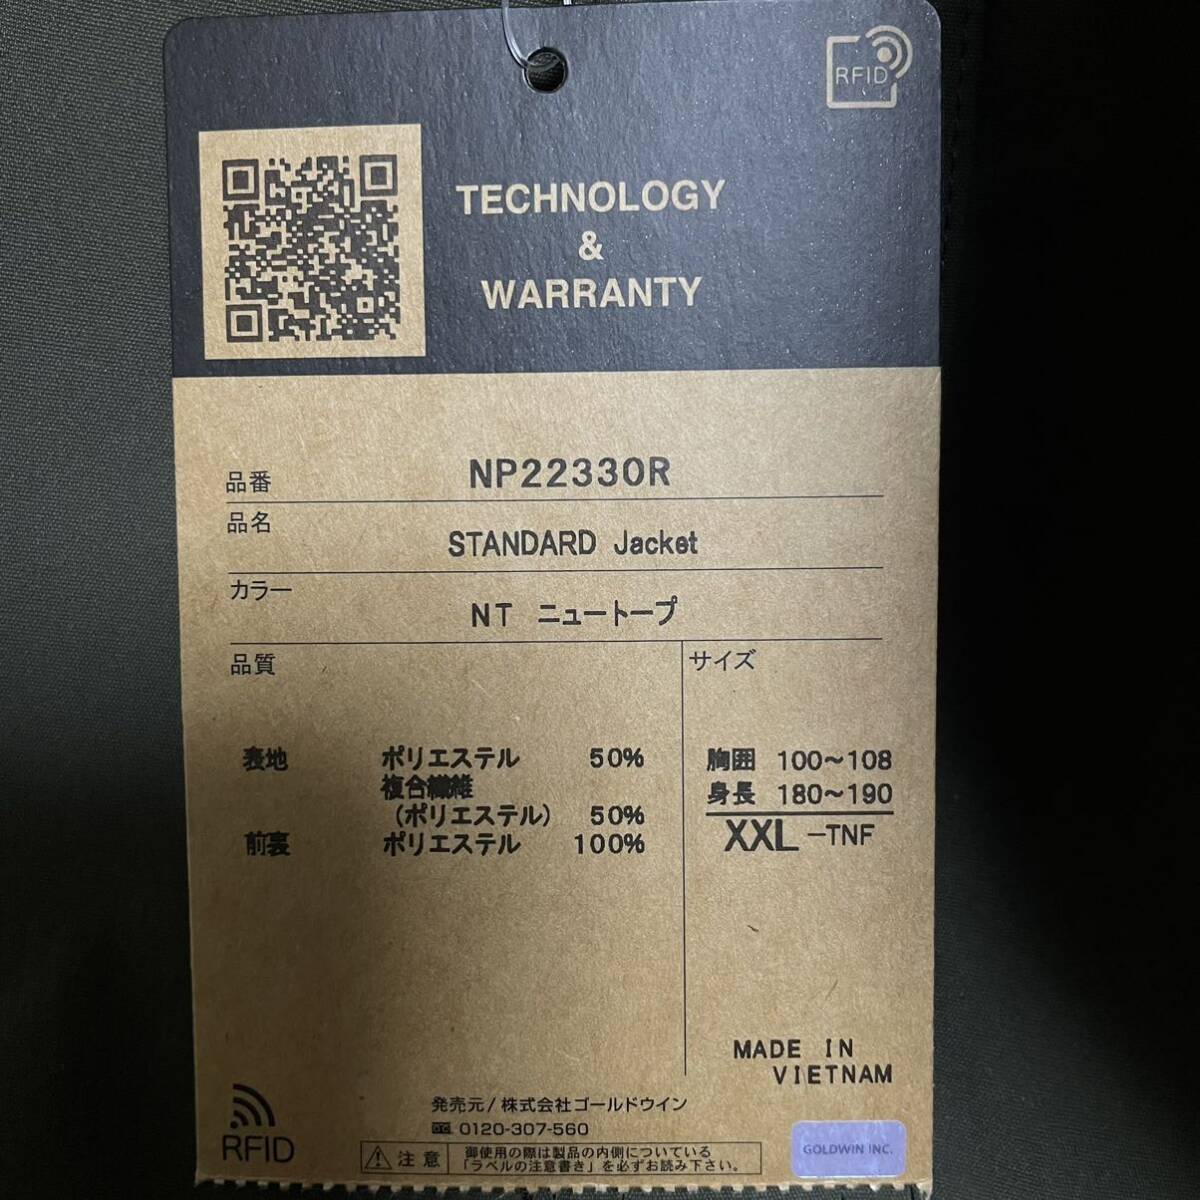 RFID
TECHNOLOGY
&
WARRANTY
品番 NP22330R
品名 STANDARD Jacket
カラー NT ニュートープ
品質
表地 ポリエステル 50%
複合繊維
(ポリエステル) 50%
前裏 ポリエステル 100%
サイズ
胸囲 100~108
身長 180~190
XXL -TNF
MADE IN
VIETNAM
RFID
発売元/株式会社ゴールドウイン
0120-307-560
注意
御使用の際は製品の内側についている
「ラベルの注意書き」を必ずお読み下さい。
GOLDWIN INC.